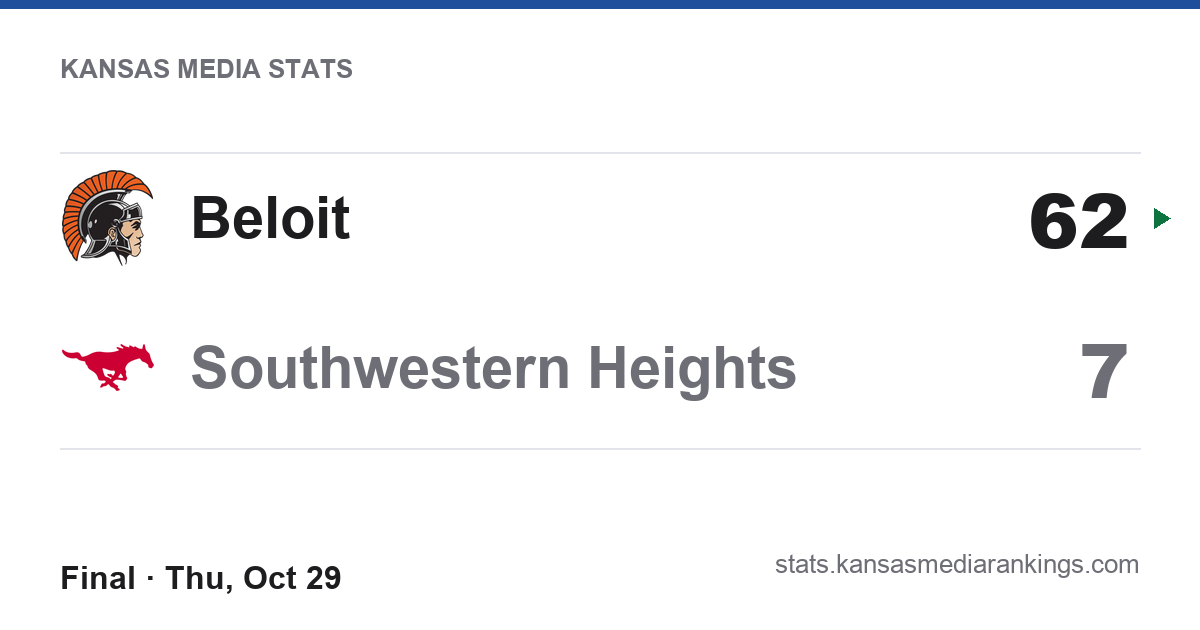 KANSAS MEDIA STATS
Beloit 62
Southwestern Heights 7
Final · Thu, Oct 29
stats.kansasmediarankings.com